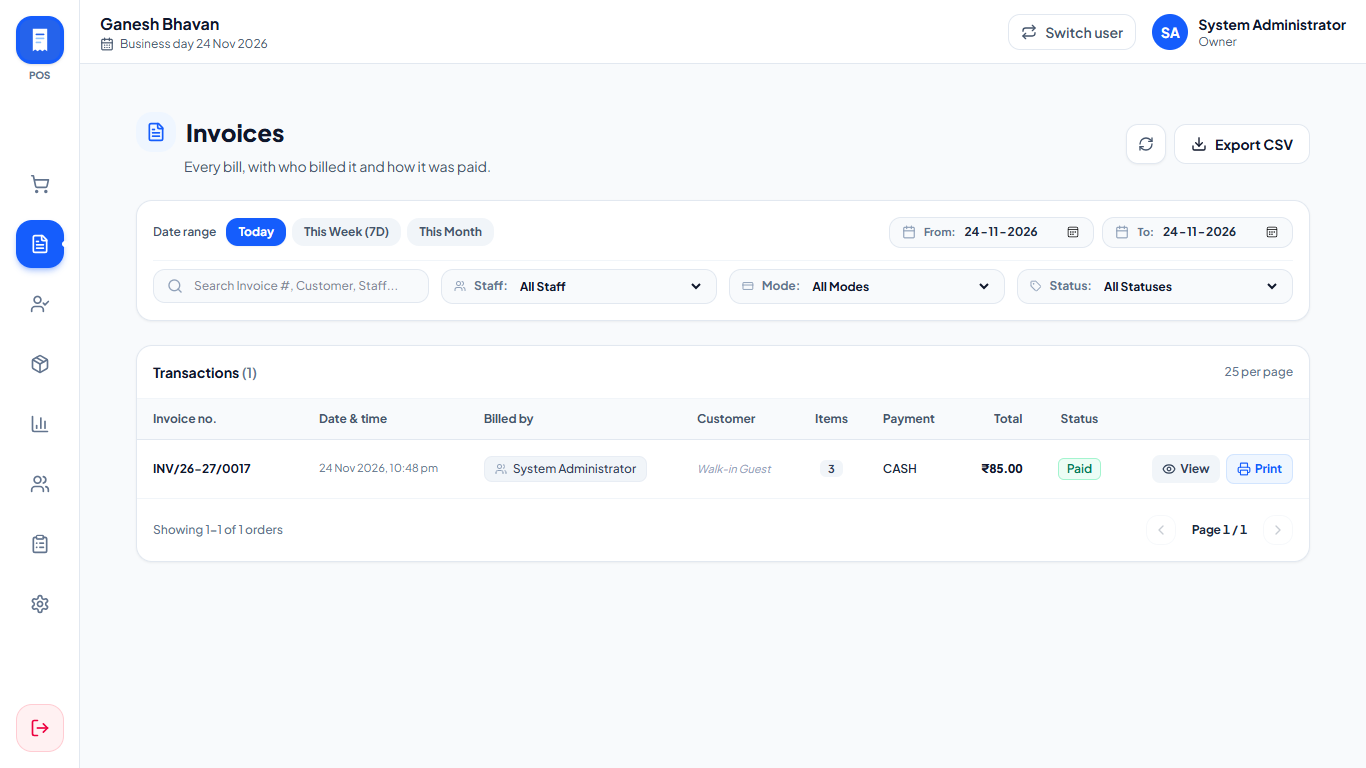 POS
Ganesh Bhavan
Business day 24 Nov 2026
Switch user
SA
System Administrator
Owner
Invoices
Every bill, with who billed it and how it was paid.
Export CSV
Date range Today This Week (7D) This Month From: 24-11-2026 To: 24-11-2026
Search Invoice #, Customer, Staff... Staff: All Staff Mode: All Modes Status: All Statuses
Transactions (1) 25 per page
Invoice no. Date & time Billed by Customer Items Payment Total Status
INV/26-27/0017 24 Nov 2026, 10:48 pm System Administrator Walk-in Guest 3 CASH ₹85.00 Paid View Print
Showing 1–1 of 1 orders Page 1 / 1